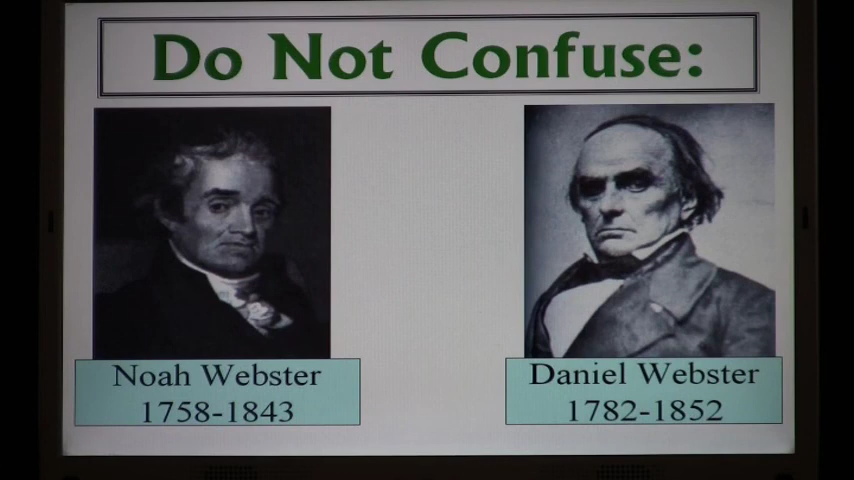 Do Not Confuse:
Noah Webster
1758-1843
Daniel Webster
1782-1852